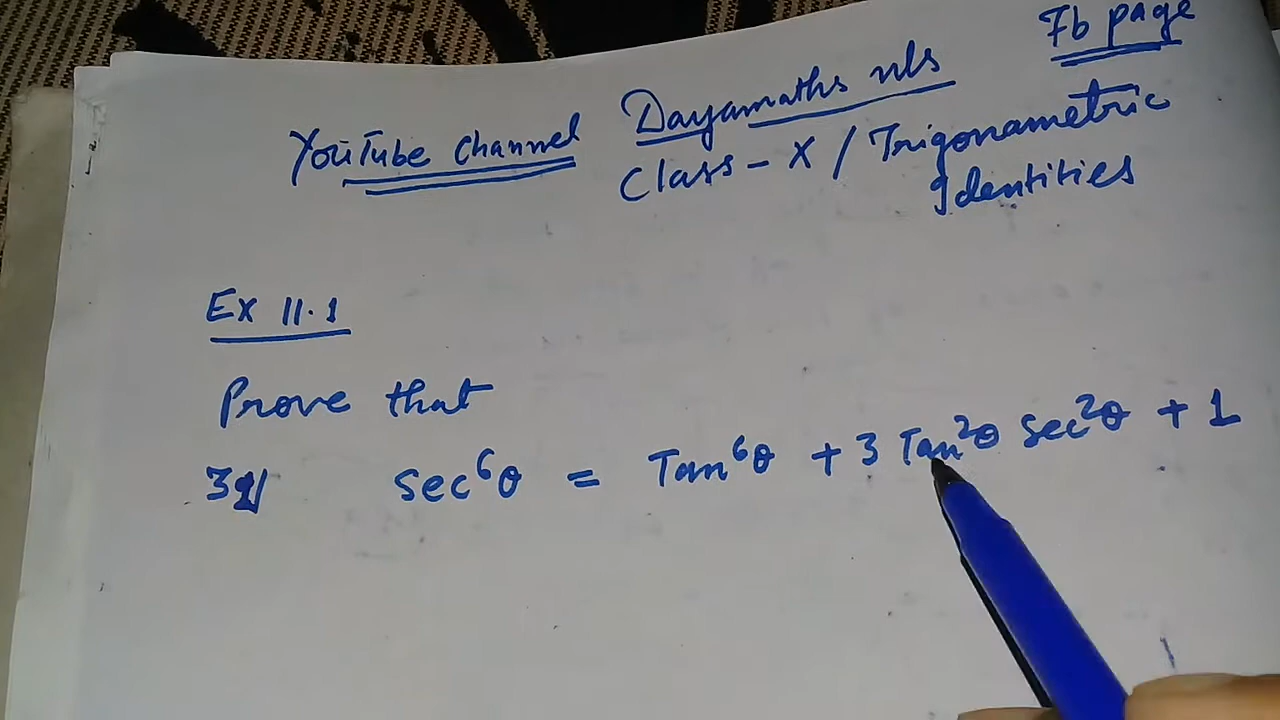 Fb page
YouTube channel Dayamaths nls
Class - X / Trigonametric
Identities
Ex 11.1
Prove that
sec⁶θ = Tan⁶θ + 3 Tan²θ sec²θ + 1